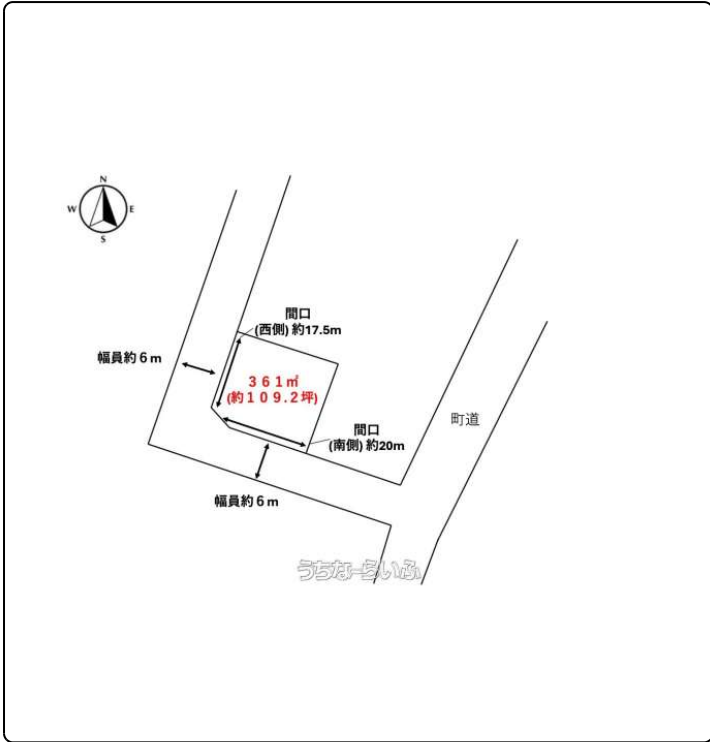 N
W E
S
間口
(西側) 約17.5m
幅員約６ｍ
３６１㎡
(約１０９.２坪)
間口
(南側) 約20m
町道
幅員約６ｍ
うちなーらいふ